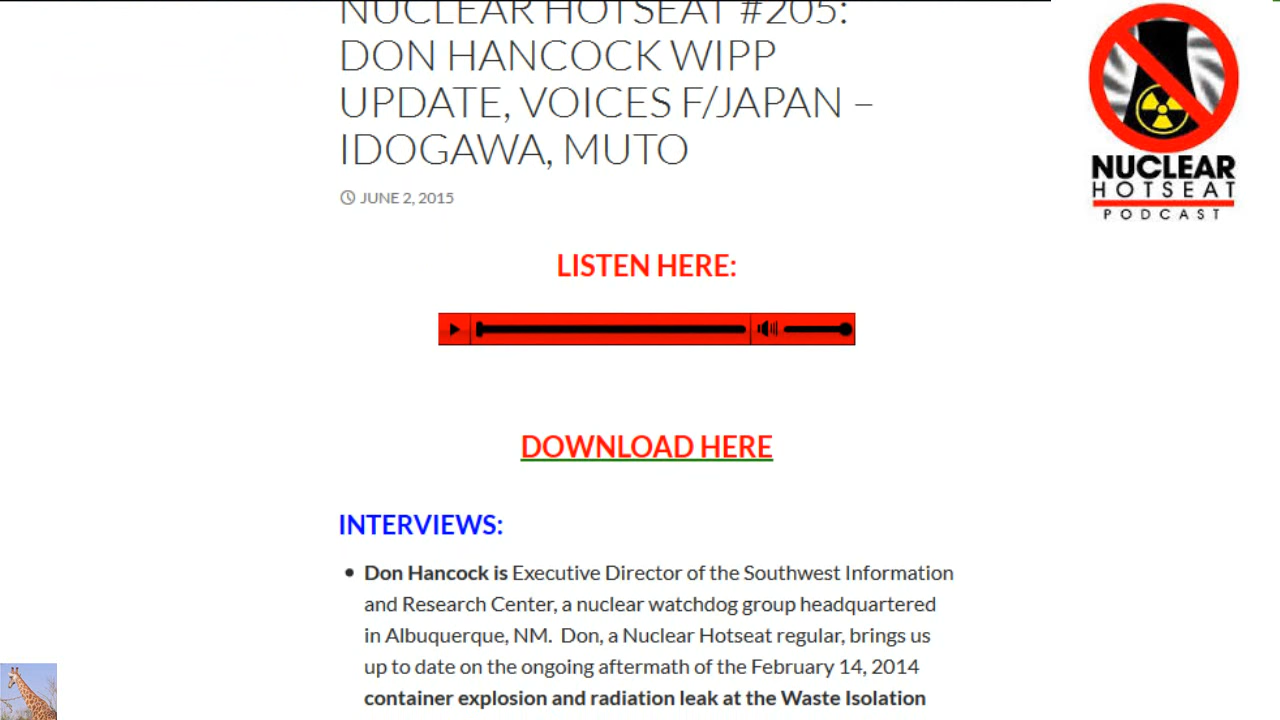 NUCLEAR HOTSEAT #205:
DON HANCOCK WIPP
UPDATE, VOICES F/JAPAN –
IDOGAWA, MUTO
JUNE 2, 2015
NUCLEAR
HOTSEAT
PODCAST
LISTEN HERE:
DOWNLOAD HERE
INTERVIEWS:
• Don Hancock is Executive Director of the Southwest Information
and Research Center, a nuclear watchdog group headquartered
in Albuquerque, NM.  Don, a Nuclear Hotseat regular, brings us
up to date on the ongoing aftermath of the February 14, 2014
container explosion and radiation leak at the Waste Isolation